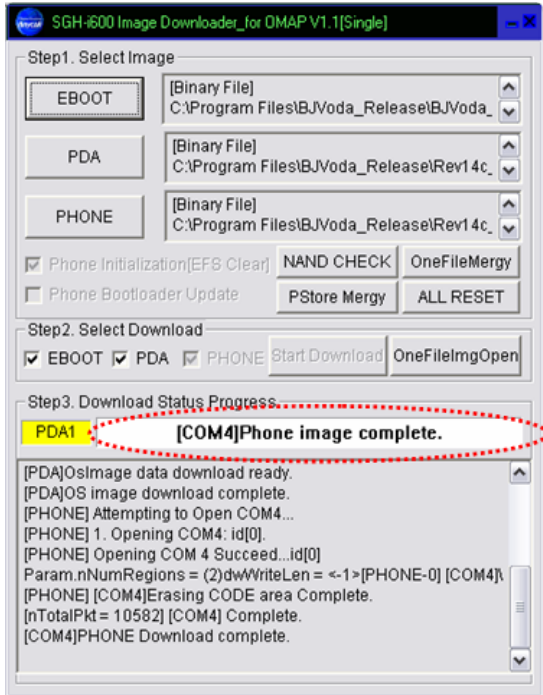 SGH-i600 Image Downloader_for OMAP V1.1[Single]
Step1. Select Image
EBOOT
[Binary File]
C:\Program Files\BJVoda_Release\BJVoda_
PDA
[Binary File]
C:\Program Files\BJVoda_Release\Rev14c_
PHONE
[Binary File]
C:\Program Files\BJVoda_Release\Rev14c_
Phone Initialization[EFS Clear]
NAND CHECK
OneFileMergy
Phone Bootloader Update
PStore Mergy
ALL RESET
Step2. Select Download
EBOOT
PDA
PHONE
Start Download
OneFileImgOpen
Step3. Download Status Progress
PDA1
[COM4]Phone image complete.
[PDA]OsImage data download ready.
[PDA]OS image download complete.
[PHONE] Attempting to Open COM4...
[PHONE] 1. Opening COM4: id[0].
[PHONE] Opening COM 4 Succeed...id[0]
Param.nNumRegions = (2)dwWriteLen = <-1>[PHONE-0] [COM4]\
[PHONE] [COM4]Erasing CODE area Complete.
[nTotalPkt = 10582] [COM4] Complete.
[COM4]PHONE Download complete.